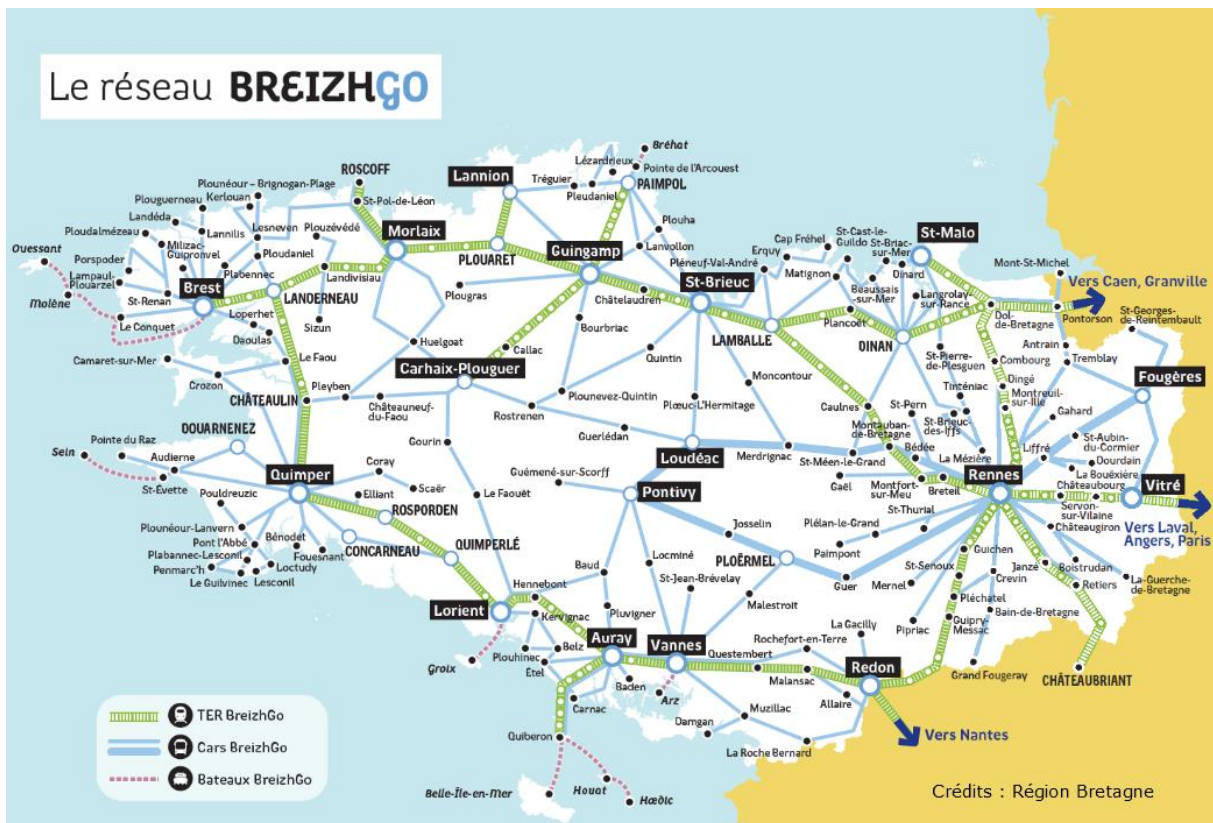 Le réseau BREIZHGO
Bréhat
Lézardrieux
Pointe de l'Arcouest
ROSCOFF
Lannion
Tréguier
Pleudaniel
PAIMPOL
Plounéour – Brignogan-Plage
Plouguerneau
Kerlouan
St-Pol-de-Léon
Landéda
Lannilis
Lesneven
Plouzévédé
Morlaix
Plouha
Ploudalmézeau
Ploudaniel
PLOUARET
Guingamp
Lanvollon
St-Cast-le-
Guildo
Cap Fréhel
St-Briac-
sur-Mer
St-Malo
Ouessant
Milizac-
Guipronvel
Erquy
Pléneuf-Val-André
Matignon
Dinard
Mont-St-Michel
Porspoder
Plabennec
Landivisiau
St-Brieuc
Beaussais
-sur-Mer
Langrolay-
sur-Rance
Vers Caen, Granville
Lampaul-
Plouarzel
Brest
LANDERNEAU
Plougras
Châtelaudren
Plancoët
Dol-
de-Bretagne
Pontorson
St-Georges-
de-Reintembault
Molène
St-Renan
Loperhet
Sizun
Bourbriac
LAMBALLE
DINAN
Le Conquet
Daoulas
Huelgoat
Callac
Quintin
St-Pierre-
de-Plesguen
Combourg
Antrain
Tremblay
Camaret-sur-Mer
Le Faou
Carhaix-Plouguer
Moncontour
Dingé
Fougères
Crozon
Pleyben
Tinténiac
Montreuil-
sur-Ille
CHÂTEAULIN
Châteauneuf-
du-Faou
Rostrenen
Plounevez-Quintin
Plœuc-L'Hermitage
Caulnes
St-Pern
Gahard
DOUARNENEZ
Guerlédan
Montauban-
de-Bretagne
St-Brieuc-
des-Iffs
St-Aubin-
du-Cormier
Pointe du Raz
Gourin
Loudéac
Merdrignac
Bédée
La Mézière
Liffré
Dourdain
Sein
Audierne
Quimper
Coray
Guémené-sur-Scorff
St-Méen-le-Grand
Rennes
La Bouëxière
St-Évette
Elliant
Scaër
Le Faouët
Pontivy
Gaël
Montfort-
sur-Meu
Breteil
Châteaubourg
Vitré
Pouldreuzic
ROSPORDEN
St-Thurial
Servon-
sur-Vilaine
Plounéour-Lanvern
Bénodet
Josselin
Plélan-le-Grand
Châteaugiron
Vers Laval,
Angers, Paris
Pont l'Abbé
CONCARNEAU
QUIMPERLÉ
Locminé
PLOËRMEL
Paimpont
Guichen
Plabannec-Lesconil
Fouesnant
Baud
St-Senoux
Janzé
Boistrudan
Penmarc'h
Loctudy
Hennebont
St-Jean-Brévelay
Guer
Mernel
Crevin
Retiers
La-Guerche-
de-Bretagne
Le Guilvinec
Lesconil
Lorient
Pluvigner
Malestroit
Pléchatel
Kervignac
Auray
Vannes
La Gacilly
Pipriac
Guipry-
Messac
Bain-de-Bretagne
Groix
Plouhinec
Belz
Questembert
Rochefort-en-Terre
Redon
Grand Fougeray
CHÂTEAUBRIANT
Etel
Baden
Arz
Malansac
Carnac
Muzillac
Allaire
Damgan
TER BreizhGo
Cars BreizhGo
Bateaux BreizhGo
Quiberon
La Roche Bernard
Vers Nantes
Belle-Île-en-Mer
Houat
Hœdic
Crédits : Région Bretagne